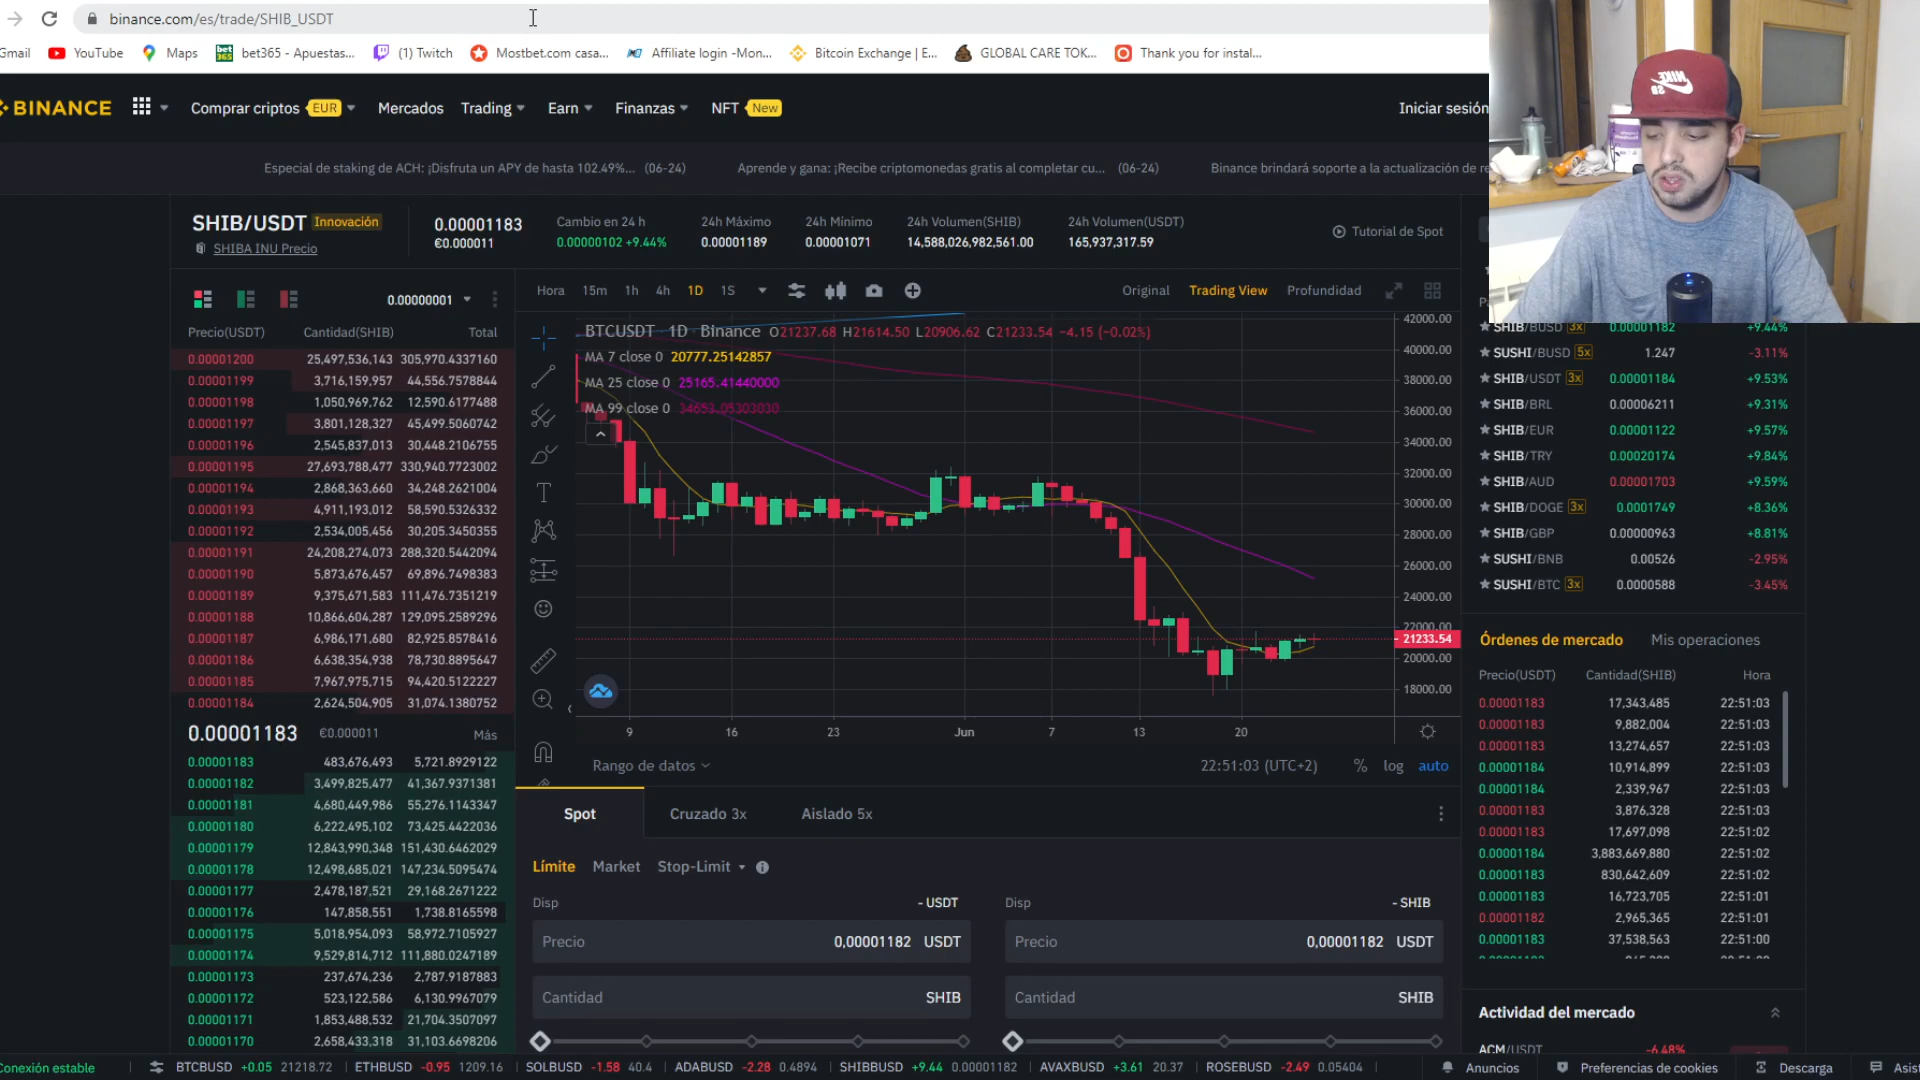 binance.com/es/trade/SHIB_USDT
Gmail YouTube Maps bet365 - Apuestas... (1) Twitch Mostbet.com casa... Affiliate login -Mon... Bitcoin Exchange | E... GLOBAL CARE TOK... Thank you for instal...
BINANCE Comprar criptos EUR Mercados Trading Earn Finanzas NFT New Iniciar sesión
Especial de staking de ACH: ¡Disfruta un APY de hasta 102.49%... (06-24) Aprende y gana: ¡Recibe criptomonedas gratis al completar cu... (06-24) Binance brindará soporte a la actualización de re
SHIB/USDT Innovación
SHIBA INU Precio
0.00001183
€0.000011
Cambio en 24 h
0.00000102 +9.44%
24h Máximo
0.00001189
24h Mínimo
0.00001071
24h Volumen(SHIB)
14,588,026,982,561.00
24h Volumen(USDT)
165,937,317.59
Tutorial de Spot
0.00000001
Precio(USDT) Cantidad(SHIB) Total
0.00001200 25,497,536,143 305,970.4337160
0.00001199 3,716,159,957 44,556.7578844
0.00001198 1,050,969,762 12,590.6177488
0.00001197 3,801,128,327 45,499.5060742
0.00001196 2,545,837,013 30,448.2106755
0.00001195 27,693,788,477 330,940.7723002
0.00001194 2,868,363,660 34,248.2621004
0.00001193 4,911,193,012 58,590.5326332
0.00001192 2,534,005,456 30,205.3450355
0.00001191 24,208,274,073 288,320.5442094
0.00001190 5,873,676,457 69,896.7498383
0.00001189 9,375,671,583 111,476.7351219
0.00001188 10,866,604,287 129,095.2589296
0.00001187 6,986,171,680 82,925.8578416
0.00001186 6,638,354,938 78,730.8895647
0.00001185 7,967,975,715 94,420.5122227
0.00001184 2,624,504,905 31,074.1380752
0.00001183 €0.000011 Más
0.00001183 483,676,493 5,721.8929122
0.00001182 3,499,825,477 41,367.9371381
0.00001181 4,680,449,986 55,276.1143347
0.00001180 6,222,495,102 73,425.4422036
0.00001179 12,843,990,348 151,430.6462029
0.00001178 12,498,685,021 147,234.5095474
0.00001177 2,478,187,521 29,168.2671222
0.00001176 147,858,551 1,738.8165598
0.00001175 5,018,954,093 58,972.7105927
0.00001174 9,529,814,712 111,880.0247189
0.00001173 237,674,236 2,787.9187883
0.00001172 523,122,586 6,130.9967079
0.00001171 1,853,488,532 21,704.3507097
0.00001170 2,658,433,318 31,103.6698206
Hora 15m 1h 4h 1D 1S Original Trading View Profundidad
BTCUSDT 1D Binance O21237.68 H21614.50 L20906.62 C21233.54 −4.15 (−0.02%)
MA 7 close 0 20777.25142857
MA 25 close 0 25165.41440000
MA 99 close 0 34653.05303030
42000.00
40000.00
38000.00
36000.00
34000.00
32000.00
30000.00
28000.00
26000.00
24000.00
22000.00
21233.54
20000.00
18000.00
9 16 23 Jun 7 13 20
Rango de datos 22:51:03 (UTC+2) % log auto
Spot Cruzado 3x Aislado 5x
Límite Market Stop-Limit
Disp - USDT Disp - SHIB
Precio 0,00001182 USDT Precio 0,00001182 USDT
Cantidad SHIB Cantidad SHIB
SHIB/BUSD 3x 0.00001182 +9.44%
SUSHI/BUSD 5x 1.247 -3.11%
SHIB/USDT 3x 0.00001184 +9.53%
SHIB/BRL 0.00006211 +9.31%
SHIB/EUR 0.00001122 +9.57%
SHIB/TRY 0.00020174 +9.84%
SHIB/AUD 0.00001703 +9.59%
SHIB/DOGE 3x 0.0001749 +8.36%
SHIB/GBP 0.00000963 +8.81%
SUSHI/BNB 0.00526 -2.95%
SUSHI/BTC 3x 0.0000588 -3.45%
Órdenes de mercado Mis operaciones
Precio(USDT) Cantidad(SHIB) Hora
0.00001183 17,343,485 22:51:03
0.00001183 9,882,004 22:51:03
0.00001183 13,274,657 22:51:03
0.00001184 10,914,899 22:51:03
0.00001184 2,339,967 22:51:03
0.00001183 3,876,328 22:51:03
0.00001183 17,697,098 22:51:02
0.00001184 3,883,669,880 22:51:02
0.00001183 830,642,609 22:51:02
0.00001183 16,723,705 22:51:01
0.00001182 2,965,365 22:51:01
0.00001183 37,538,563 22:51:00
Actividad del mercado
ACM/USDT -6.48%
Conexión estable BTCBUSD +0.05 21218.72 ETHBUSD -0.95 1209.16 SOLBUSD -1.58 40.4 ADABUSD -2.28 0.4894 SHIBBUSD +9.44 0.00001182 AVAXBUSD +3.61 20.37 ROSEBUSD -2.49 0.05404 Anuncios Preferencias de cookies Descarga Asis